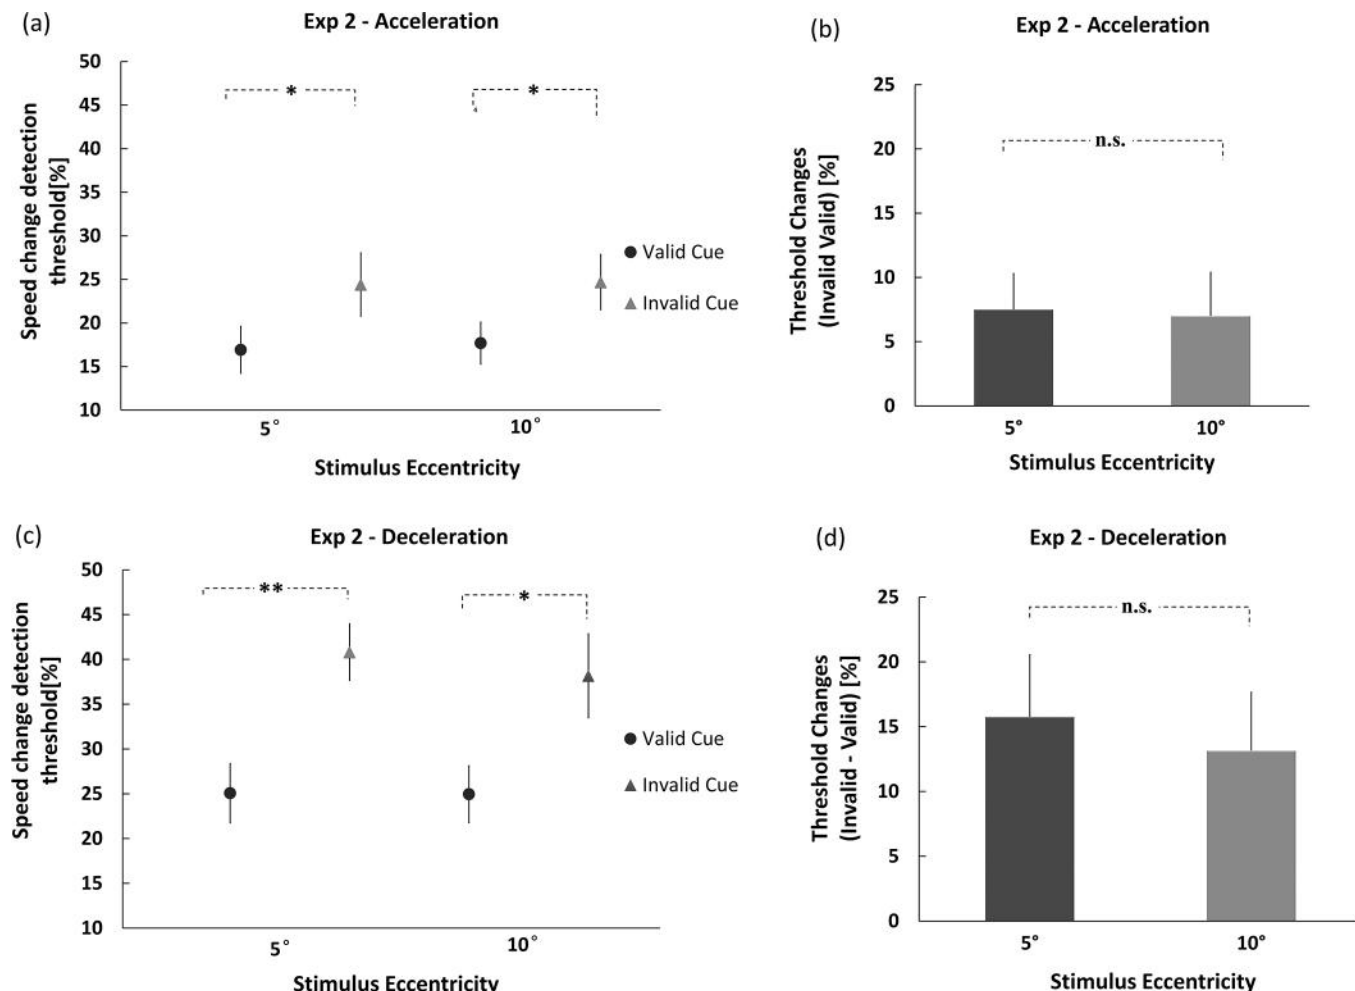 (a)
Exp 2 - Acceleration
50
45
40
35
30
25
20
15
10
Speed change detection
threshold[%]
*
*
Valid Cue
Invalid Cue
5°
10°
Stimulus Eccentricity
(b)
Exp 2 - Acceleration
25
20
15
10
5
0
Threshold Changes
(Invalid Valid) [%]
n.s.
5°
10°
Stimulus Eccentricity
(c)
Exp 2 - Deceleration
50
45
40
35
30
25
20
15
10
Speed change detection
threshold[%]
**
*
Valid Cue
Invalid Cue
5°
10°
Stimulus Eccentricity
(d)
Exp 2 - Deceleration
25
20
15
10
5
0
Threshold Changes
(Invalid - Valid) [%]
n.s.
5°
10°
Stimulus Eccentricity